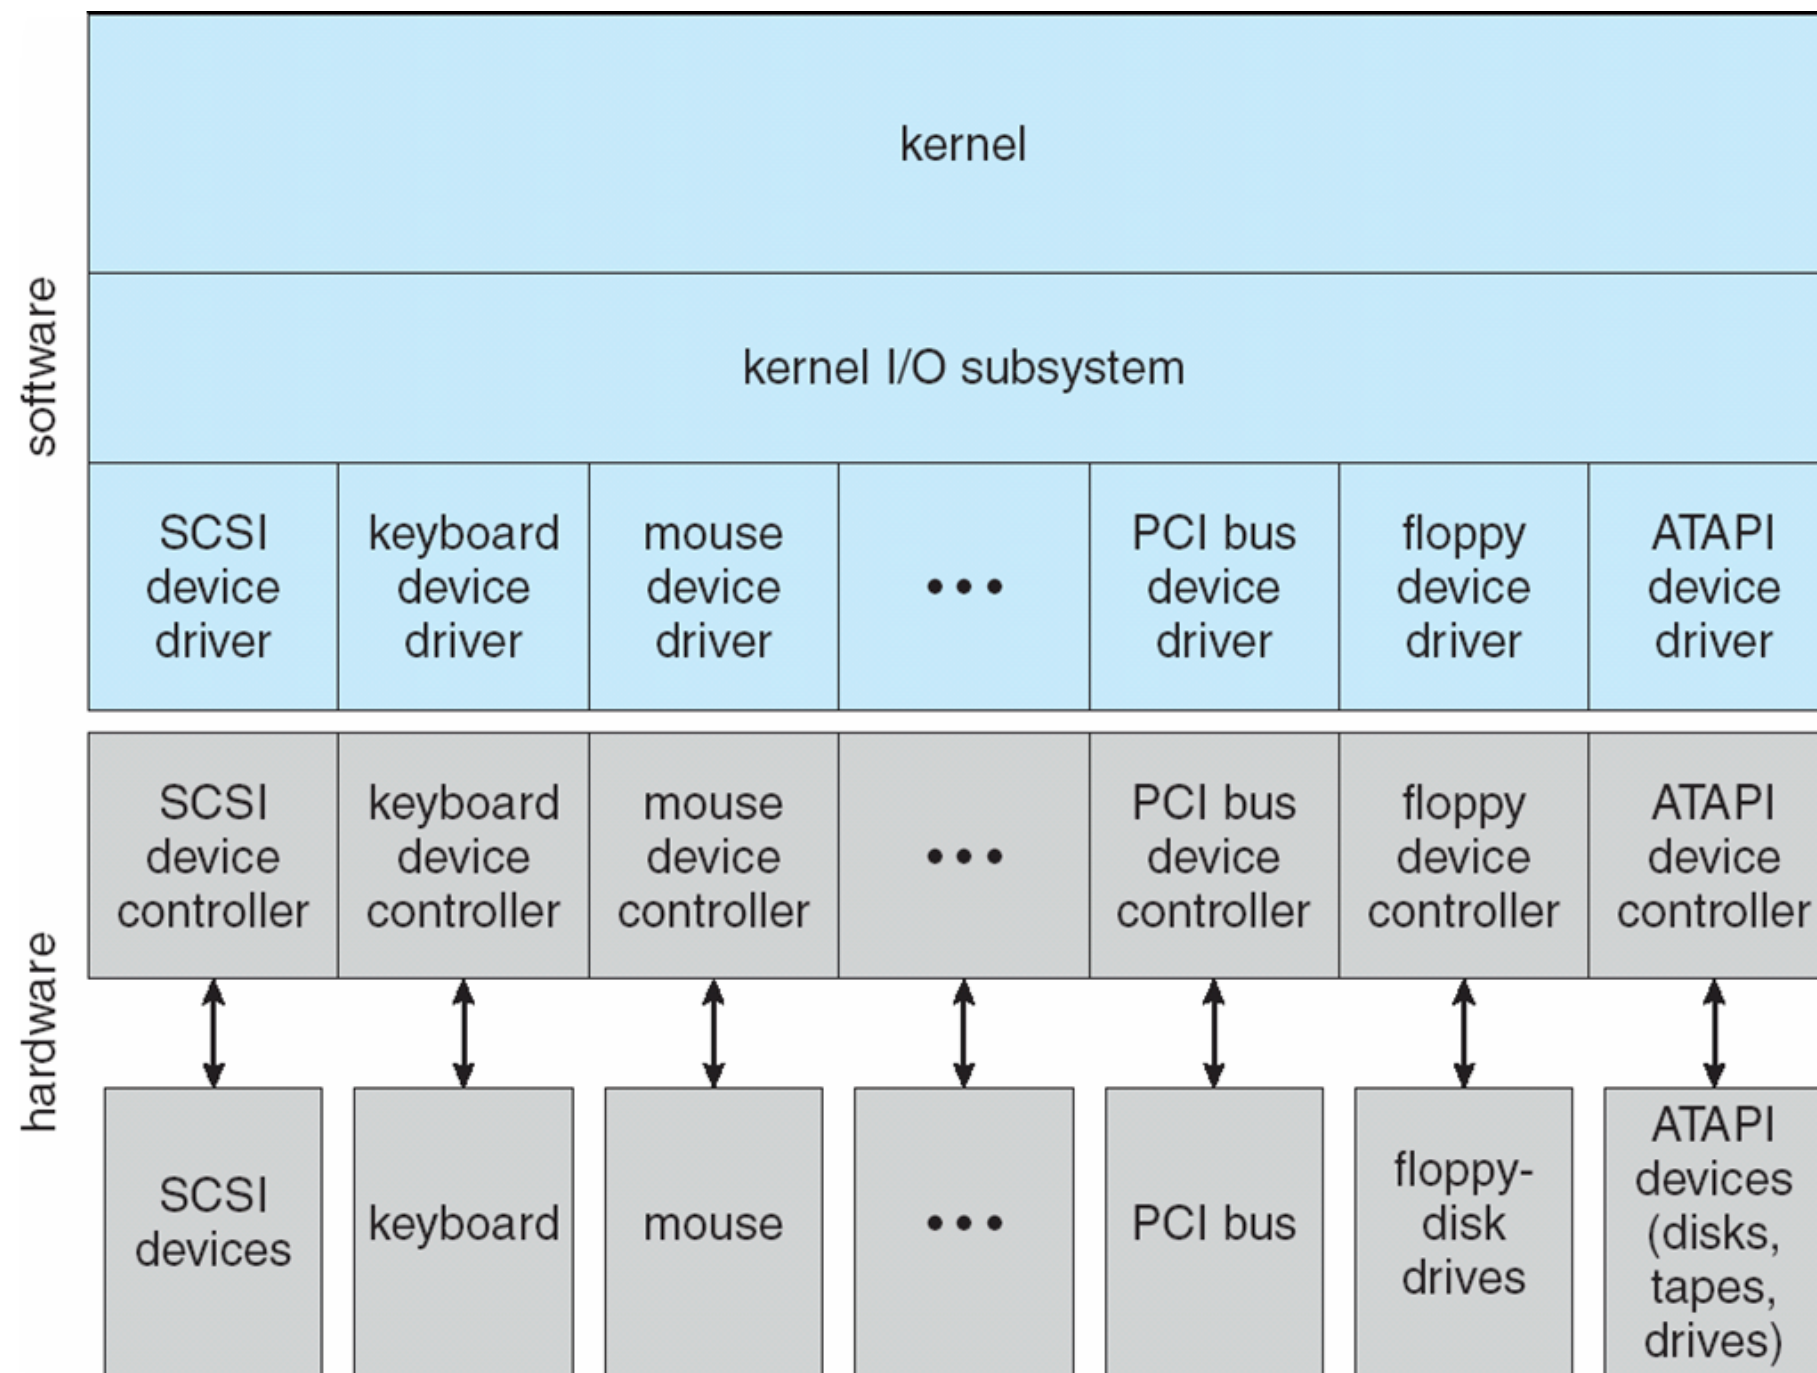 kernel
software
kernel I/O subsystem
SCSI
device
driver
keyboard
device
driver
mouse
device
driver
•••
PCI bus
device
driver
floppy
device
driver
ATAPI
device
driver
hardware
SCSI
device
controller
keyboard
device
controller
mouse
device
controller
•••
PCI bus
device
controller
floppy
device
controller
ATAPI
device
controller
SCSI
devices
keyboard
mouse
•••
PCI bus
floppy-
disk
drives
ATAPI
devices
(disks,
tapes,
drives)